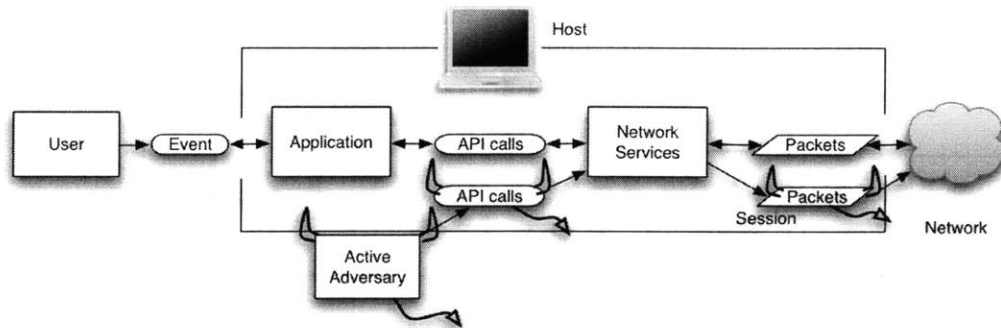 Host
User
Event
Application
API calls
Network
Services
Packets
API calls
Packets
Session
Network
Active
Adversary